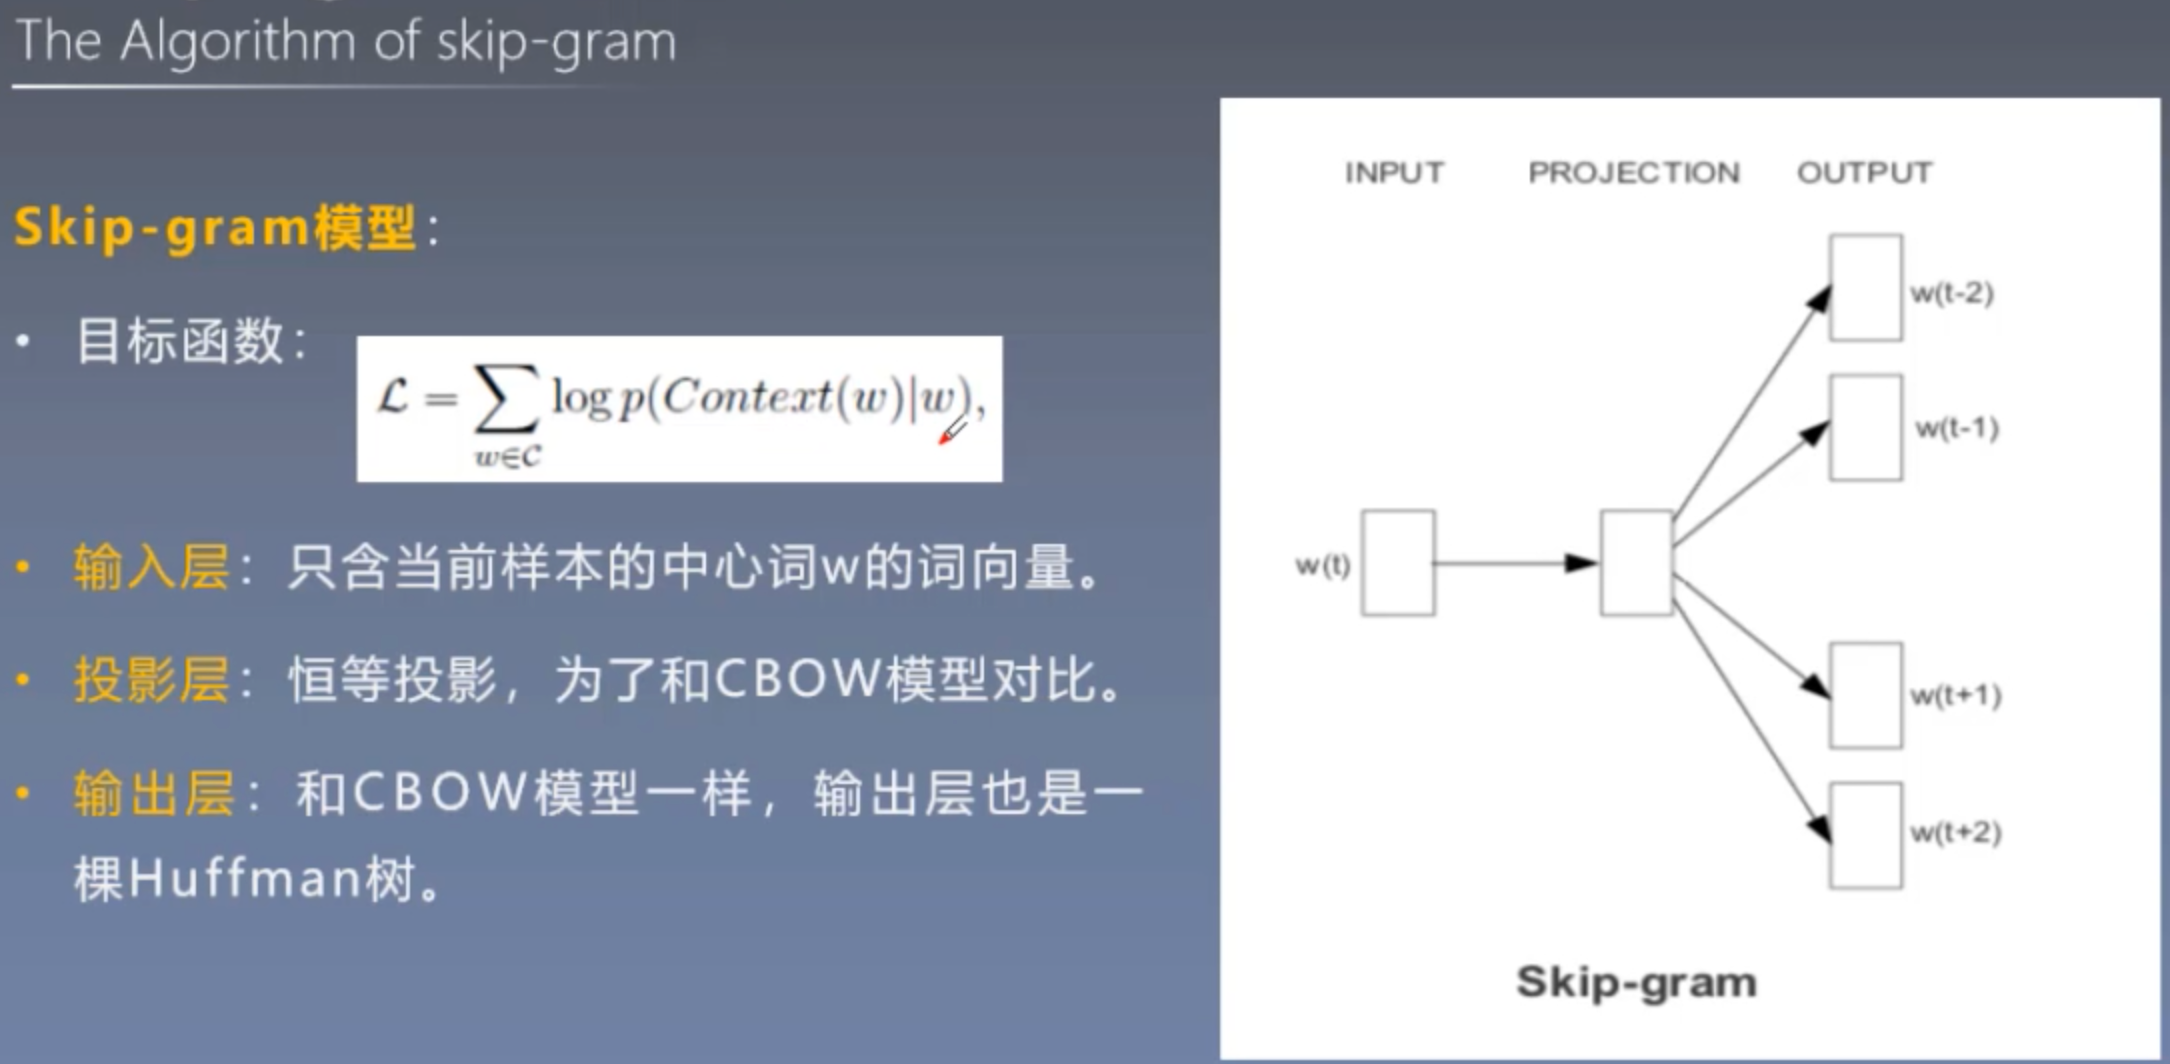 The Algorithm of skip-gram
Skip-gram模型：
• 目标函数：
ℒ = ∑ log p(Context(w)|w),
w∈C
• 输入层：只含当前样本的中心词w的词向量。
• 投影层：恒等投影，为了和CBOW模型对比。
• 输出层：和CBOW模型一样，输出层也是一
棵Huffman树。
INPUT PROJECTION OUTPUT
w(t-2)
w(t-1)
w(t)
w(t+1)
w(t+2)
Skip-gram